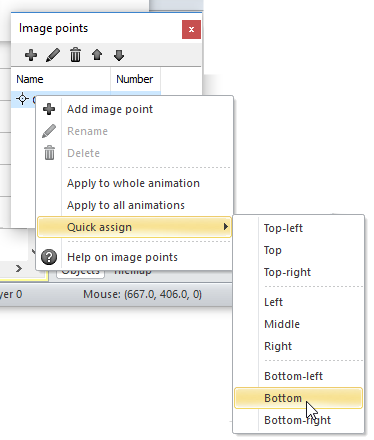 Image points
Name Number
Add image point
Rename
Delete
Apply to whole animation
Apply to all animations
Quick assign
Help on image points
Objects Tilemap
yer 0 Mouse: (667.0, 406.0, 0)
Top-left
Top
Top-right
Left
Middle
Right
Bottom-left
Bottom
Bottom-right